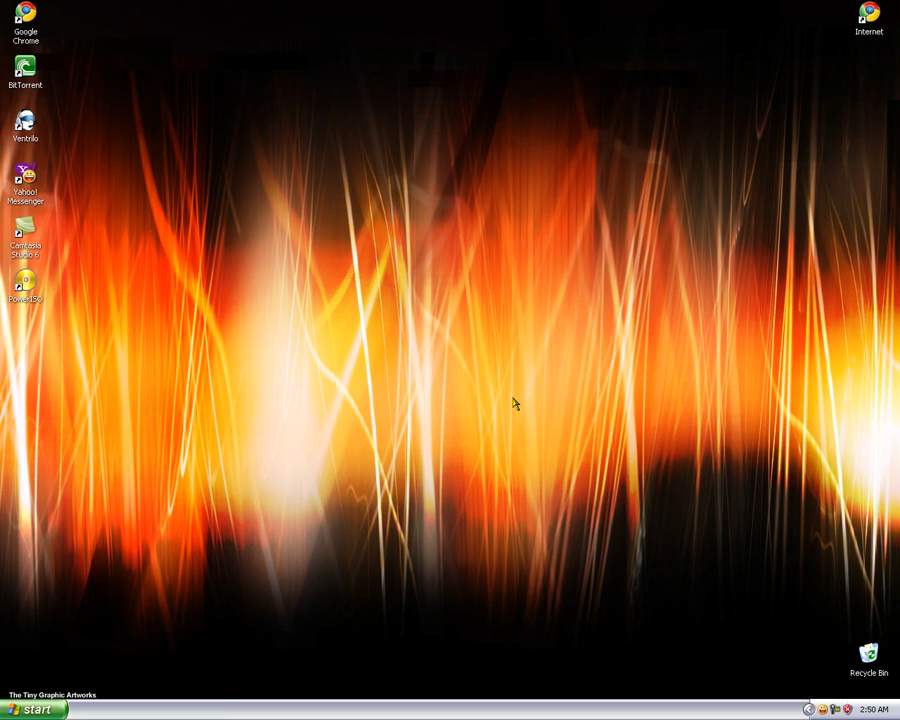 Google
Chrome
Internet
BitTorrent
Ventrilo
Yahoo!
Messenger
Camtasia
Studio 6
PowerISO
Recycle Bin
The Tiny Graphic Artworks
start
2:50 AM